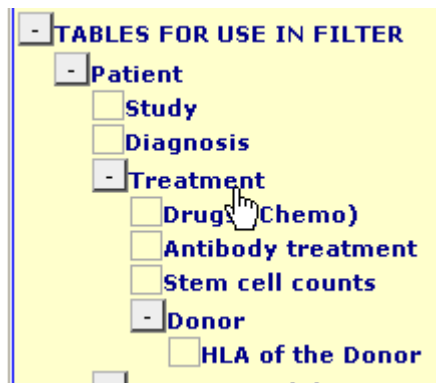 TABLES FOR USE IN FILTER
Patient
Study
Diagnosis
Treatment
Chemo)
Antibody treatment
Stem cell counts
Donor
HLA of the Donor